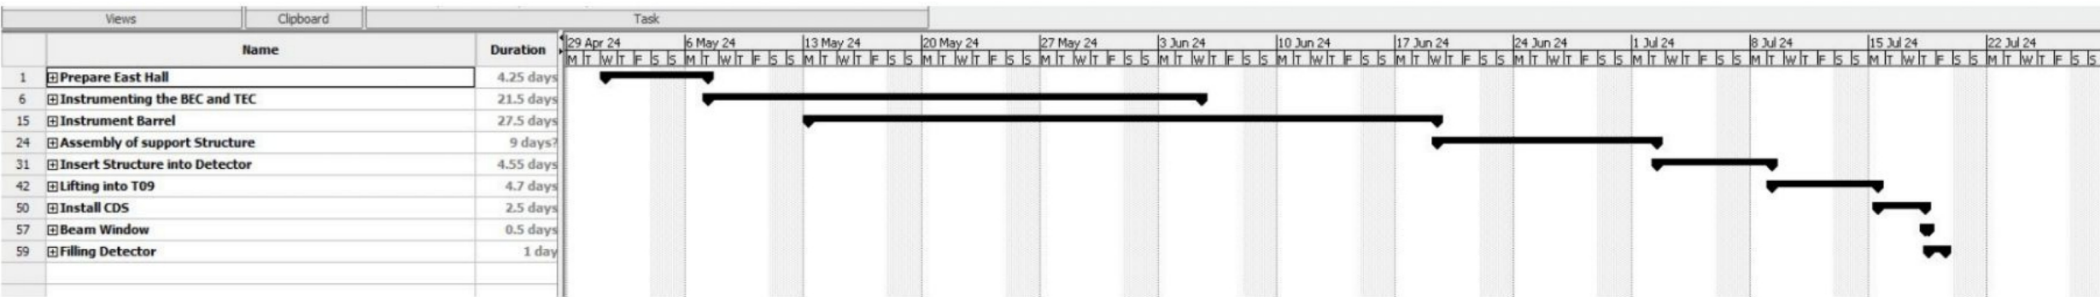 Views Clipboard Task
Name Duration 29 Apr 24 6 May 24 13 May 24 20 May 24 27 May 24 3 Jun 24 10 Jun 24 17 Jun 24 24 Jun 24 1 Jul 24 8 Jul 24 15 Jul 24 22 Jul 24
M T W T F S S M T W T F S S M T W T F S S M T W T F S S M T W T F S S M T W T F S S M T W T F S S M T W T F S S M T W T F S S M T W T F S S M T W T F S S M T W T F S S M T W T F S S
1 Prepare East Hall 4.25 days
6 Instrumenting the BEC and TEC 21.5 days
15 Instrument Barrel 27.5 days
24 Assembly of support Structure 9 days?
31 Insert Structure into Detector 4.55 days
42 Lifting into T09 4.7 days
50 Install CDS 2.5 days
57 Beam Window 0.5 days
59 Filling Detector 1 day